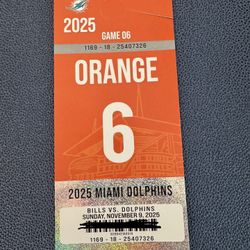 2025
GAME 06
1169 - 18 - 25407326
ORANGE
6
2025 MIAMI DOLPHINS
BILLS VS. DOLPHINS
SUNDAY, NOVEMBER 9, 2025
1169 - 18 - 25407326